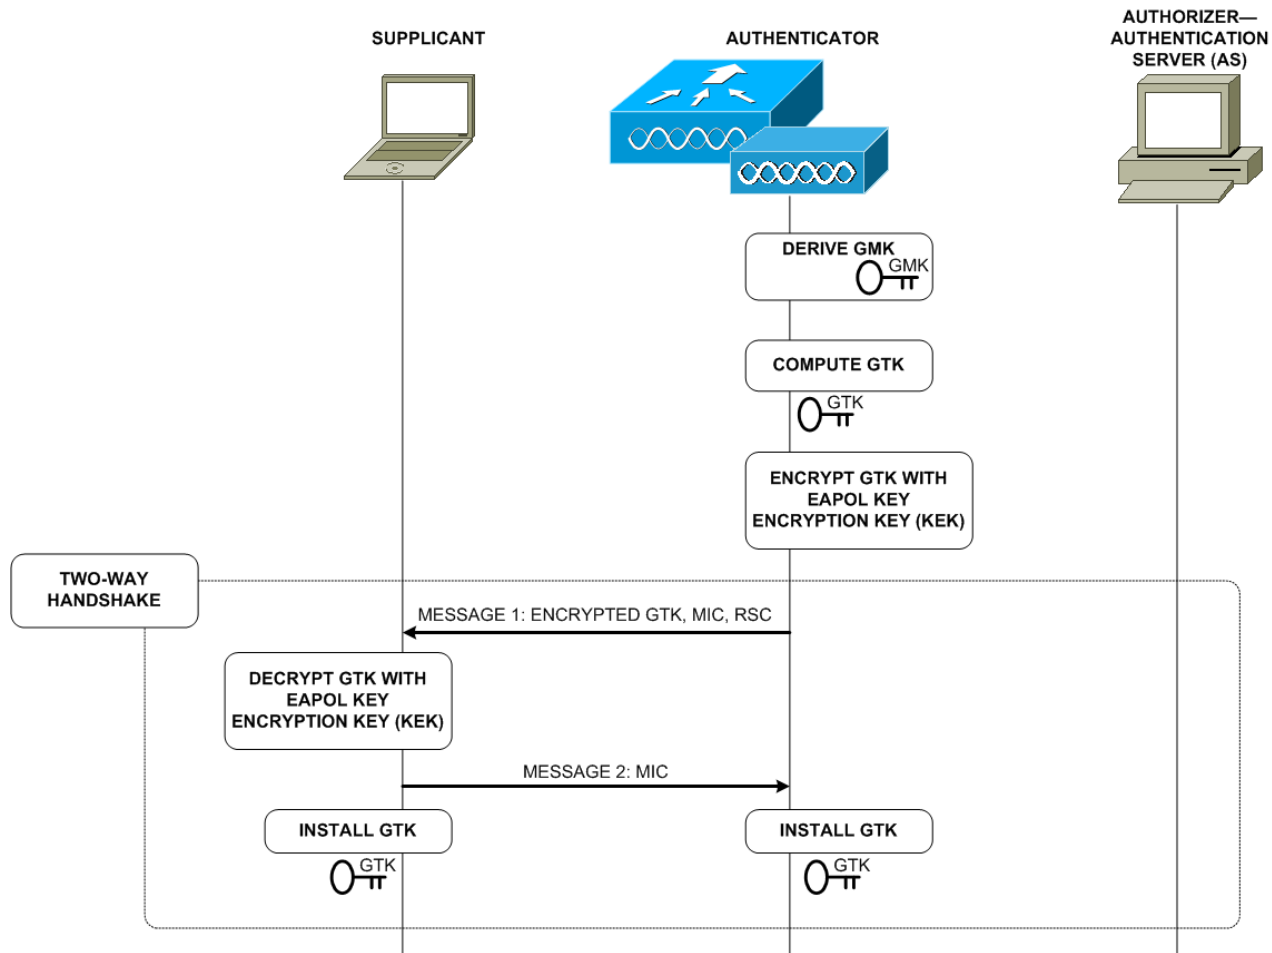 SUPPLICANT
AUTHENTICATOR
AUTHORIZER—
AUTHENTICATION
SERVER (AS)
DERIVE GMK
GMK
COMPUTE GTK
GTK
ENCRYPT GTK WITH
EAPOL KEY
ENCRYPTION KEY (KEK)
TWO-WAY
HANDSHAKE
MESSAGE 1: ENCRYPTED GTK, MIC, RSC
DECRYPT GTK WITH
EAPOL KEY
ENCRYPTION KEY (KEK)
MESSAGE 2: MIC
INSTALL GTK
INSTALL GTK
GTK
GTK